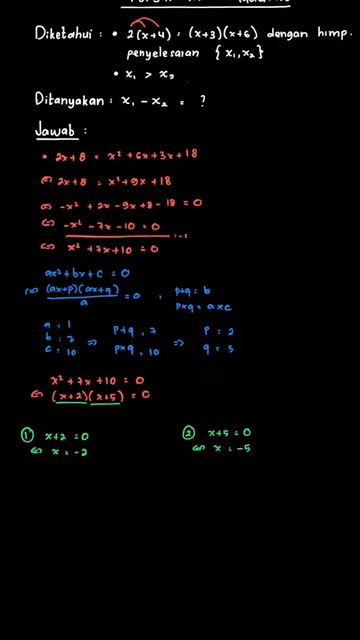 Diketahui : • 2(x+4) = (x+3)(x+6) dengan himp.
penyelesaian {x₁,x₂}
• x₁ > x₂
Ditanyakan : x₁ - x₂ = ?
Jawab :
• 2x+8 = x²+6x+3x+18
⇔ 2x+8 = x²+9x+18
⇔ -x²+2x-9x+8-18 = 0
⇔ -x²-7x-10 = 0
: -1
⇔ x²+7x+10 = 0
ax²+bx+c = 0
⇔ (ax+p)(ax+q) / a = 0 , p+q = b
p×q = a×c
a = 1
b = 7
c = 10
⇒ p+q = 7
p×q = 10
⇒ p = 2
q = 5
x²+7x+10 = 0
⇔ (x+2)(x+5) = 0
① x+2 = 0
⇔ x = -2
② x+5 = 0
⇔ x = -5